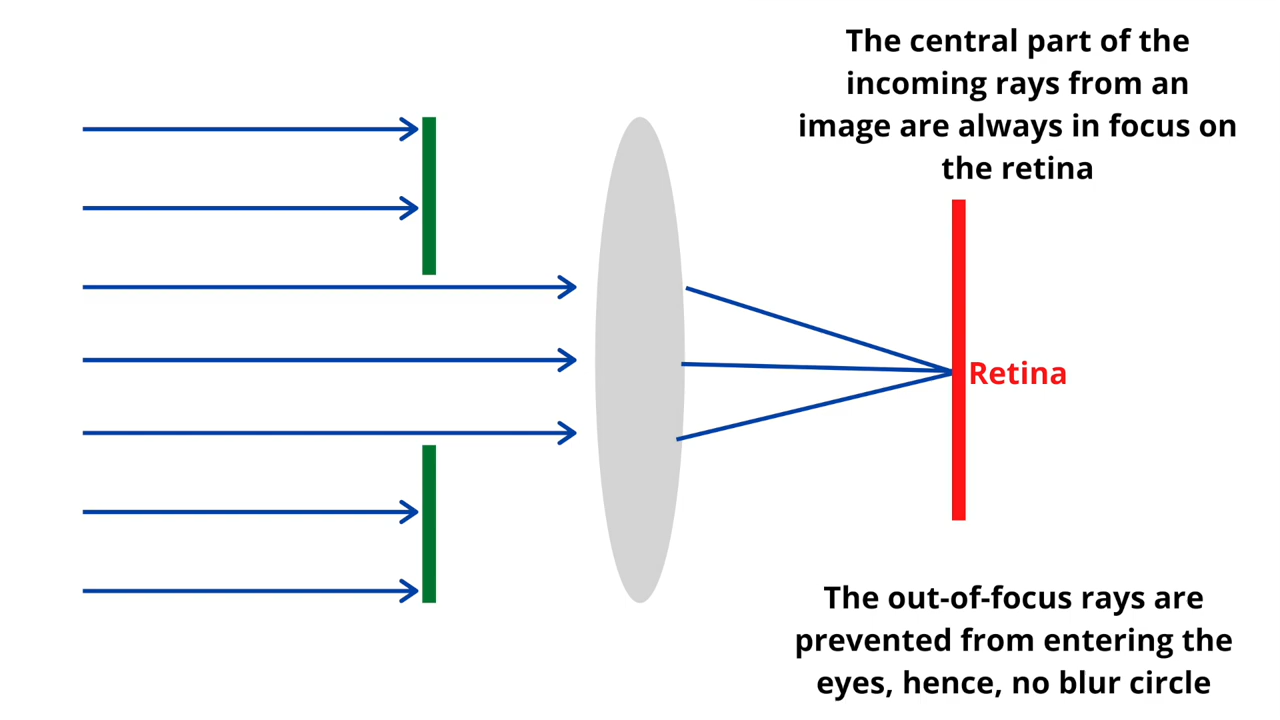 The central part of the
incoming rays from an
image are always in focus on
the retina
Retina
The out-of-focus rays are
prevented from entering the
eyes, hence, no blur circle